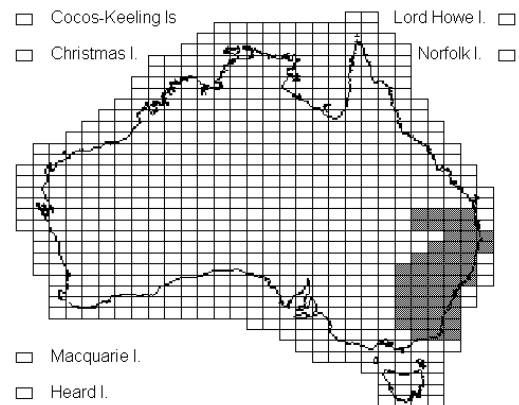 Cocos-Keeling Is
Lord Howe I.
Christmas I.
Norfolk I.
Macquarie I.
Heard I.